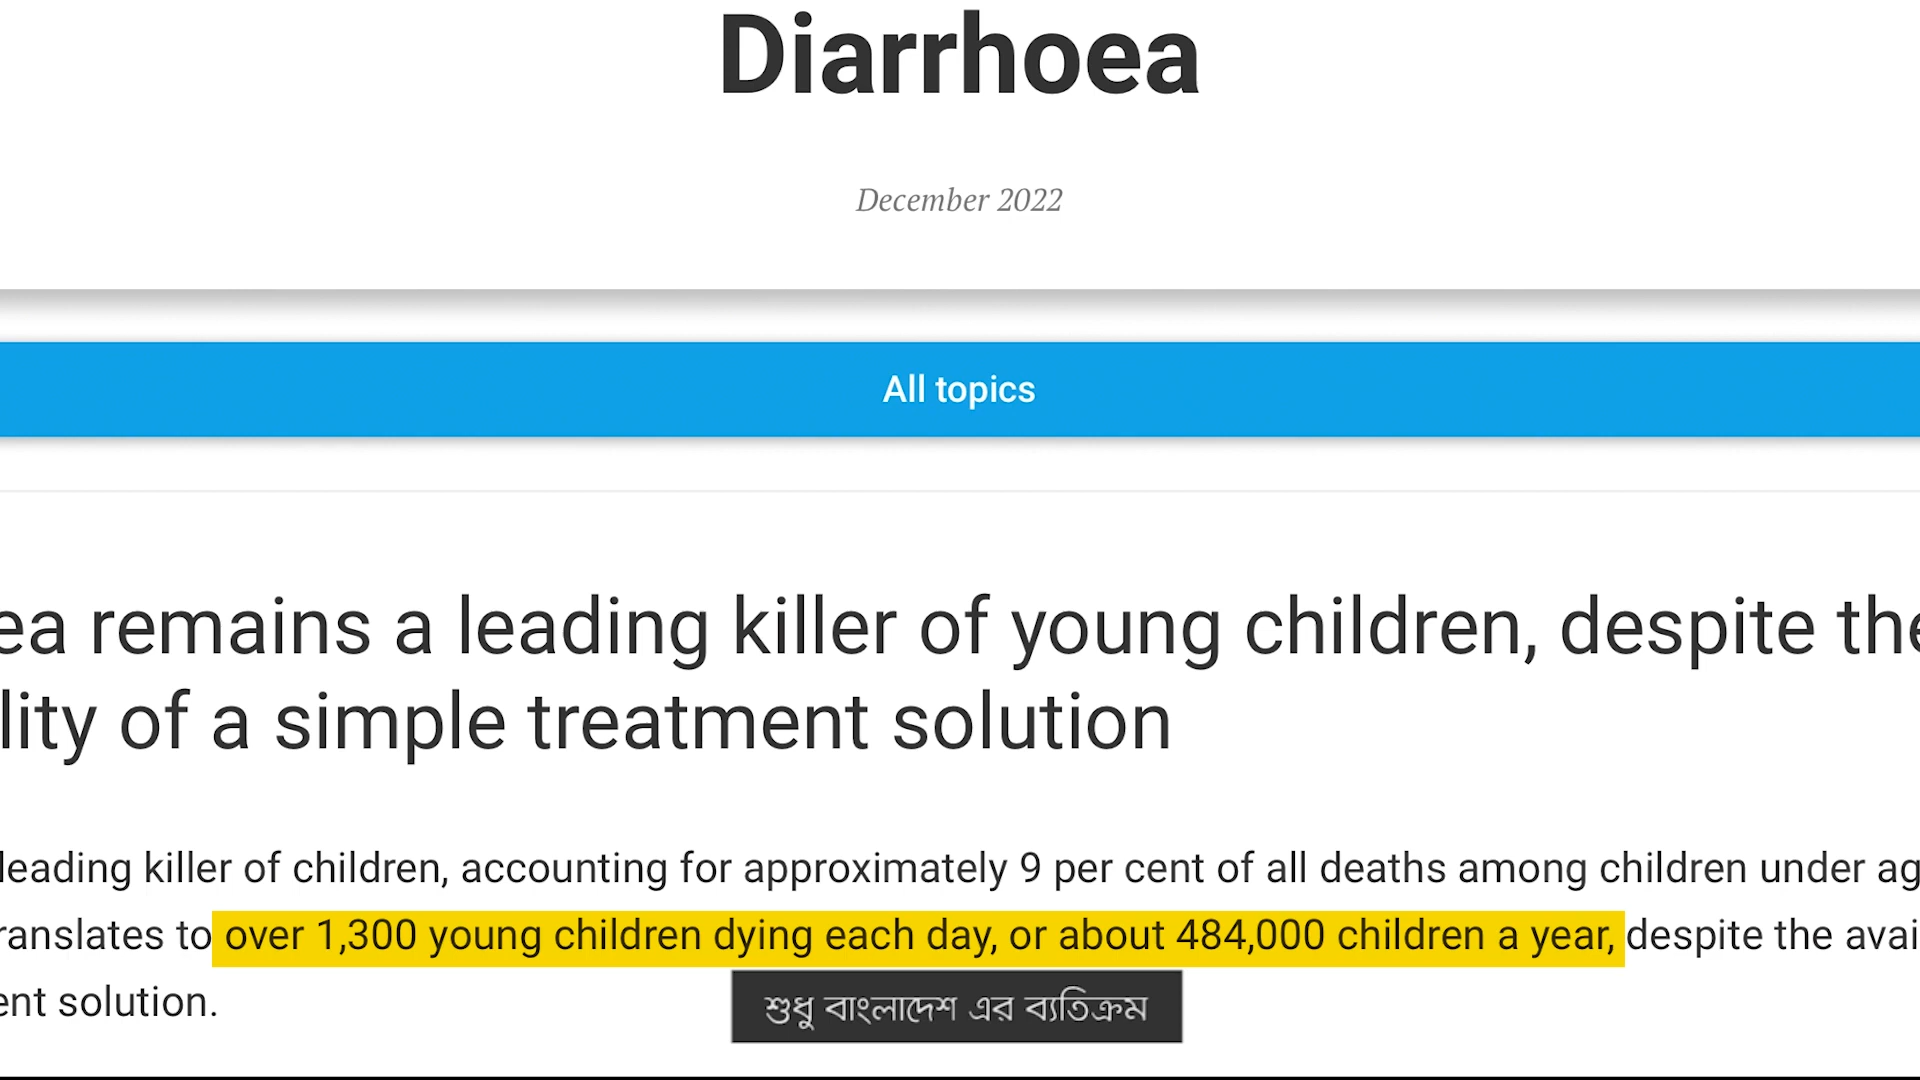 Diarrhoea
December 2022
All topics
ea remains a leading killer of young children, despite the
lity of a simple treatment solution
leading killer of children, accounting for approximately 9 per cent of all deaths among children under ag
ranslates to over 1,300 young children dying each day, or about 484,000 children a year, despite the avai
ent solution.
শুধু বাংলাদেশ এর ব্যতিক্রম